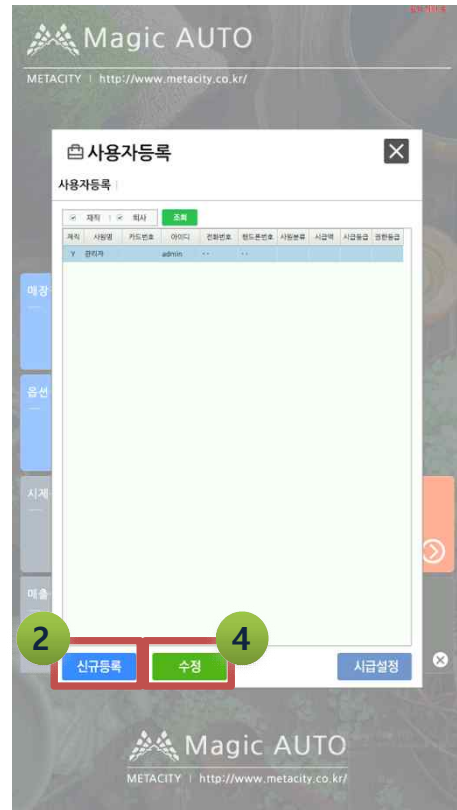 Magic AUTO
METACITY | http://www.metacity.co.kr/
사용자등록
사용자등록
재직 회사 조회
재직 사원명 카드번호 아이디 전화번호 핸드폰번호 사원분류 시급액 시급등급 권한등급
Y 관리자 admin - - - -
매장
옵션
시제
매출
2
4
신규등록 수정 시급설정
Magic AUTO
METACITY | http://www.metacity.co.kr/